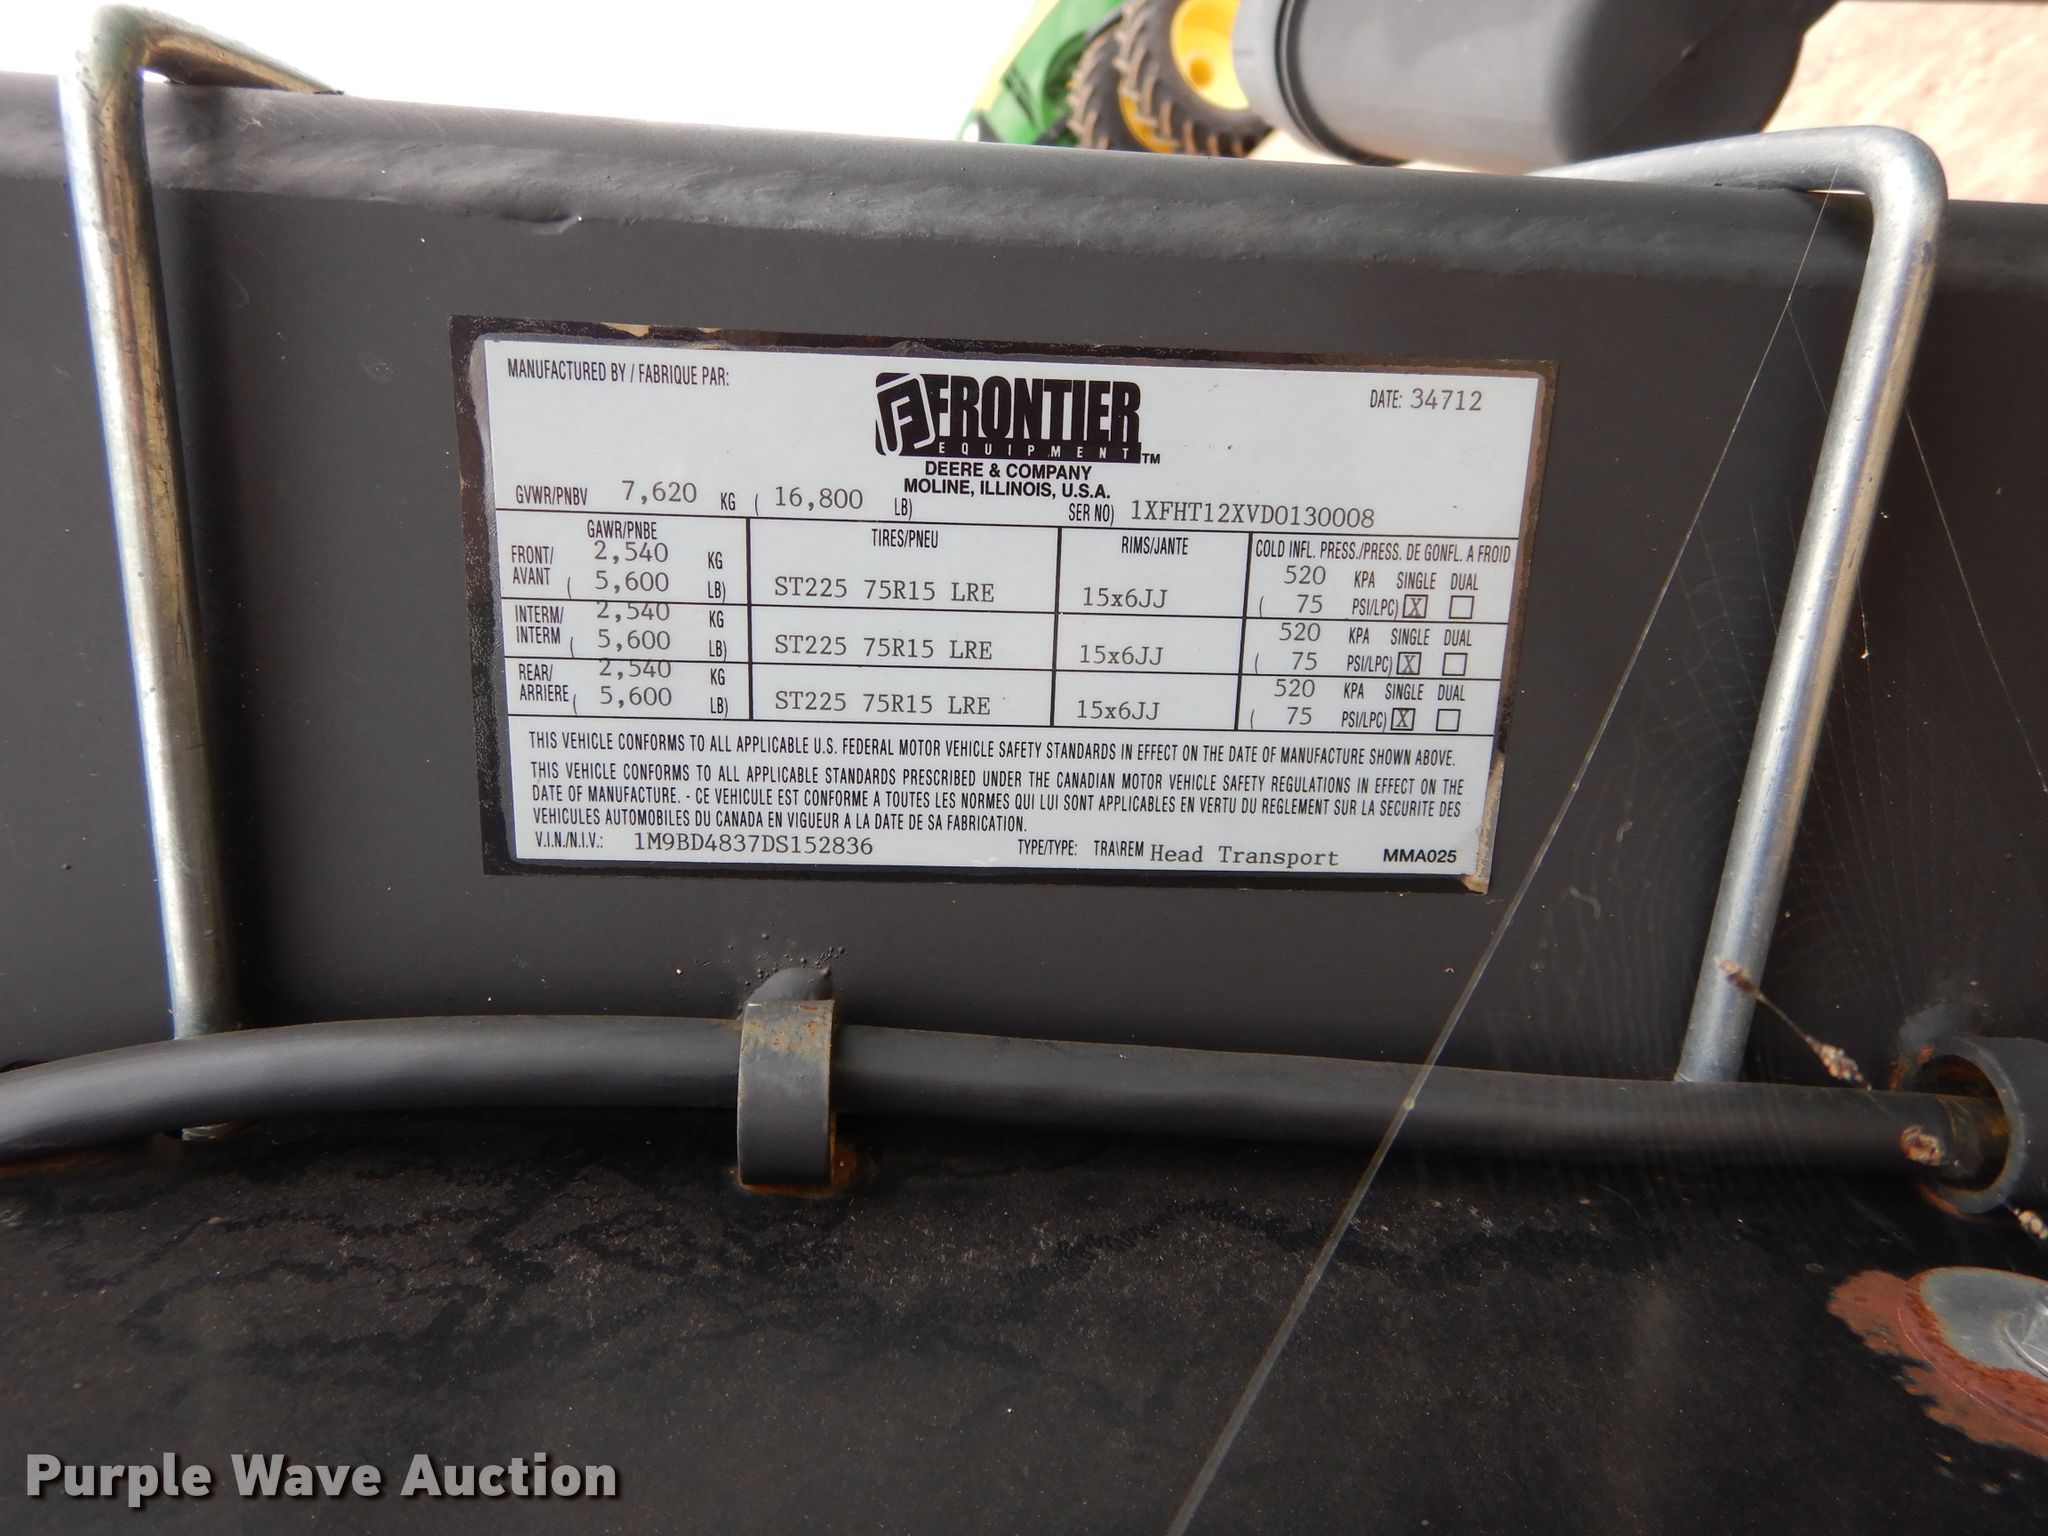 MANUFACTURED BY / FABRIQUE PAR:
FRONTIER
EQUIPMENT TM
DATE: 34712
DEERE & COMPANY
MOLINE, ILLINOIS, U.S.A.
GVWR/PNBV 7,620 KG ( 16,800 LB) SER NO) 1XFHT12XVD0130008
GAWR/PNBE TIRES/PNEU RIMS/JANTE COLD INFL. PRESS./PRESS. DE GONFL. A FROID
FRONT/ 2,540 KG 520 KPA SINGLE DUAL
AVANT ( 5,600 LB) ST225 75R15 LRE 15x6JJ ( 75 PSI/LPC) X
INTERM/ 2,540 KG 520 KPA SINGLE DUAL
INTERM ( 5,600 LB) ST225 75R15 LRE 15x6JJ ( 75 PSI/LPC) X
REAR/ 2,540 KG 520 KPA SINGLE DUAL
ARRIERE ( 5,600 LB) ST225 75R15 LRE 15x6JJ ( 75 PSI/LPC) X
THIS VEHICLE CONFORMS TO ALL APPLICABLE U.S. FEDERAL MOTOR VEHICLE SAFETY STANDARDS IN EFFECT ON THE DATE OF MANUFACTURE SHOWN ABOVE.
THIS VEHICLE CONFORMS TO ALL APPLICABLE STANDARDS PRESCRIBED UNDER THE CANADIAN MOTOR VEHICLE SAFETY REGULATIONS IN EFFECT ON THE
DATE OF MANUFACTURE. - CE VEHICULE EST CONFORME A TOUTES LES NORMES QUI LUI SONT APPLICABLES EN VERTU DU REGLEMENT SUR LA SECURITE DES
VEHICULES AUTOMOBILES DU CANADA EN VIGUEUR A LA DATE DE SA FABRICATION.
V.I.N./N.I.V.: 1M9BD4837DS152836 TYPE/TYPE: TRA\REM Head Transport MMA025
Purple Wave Auction